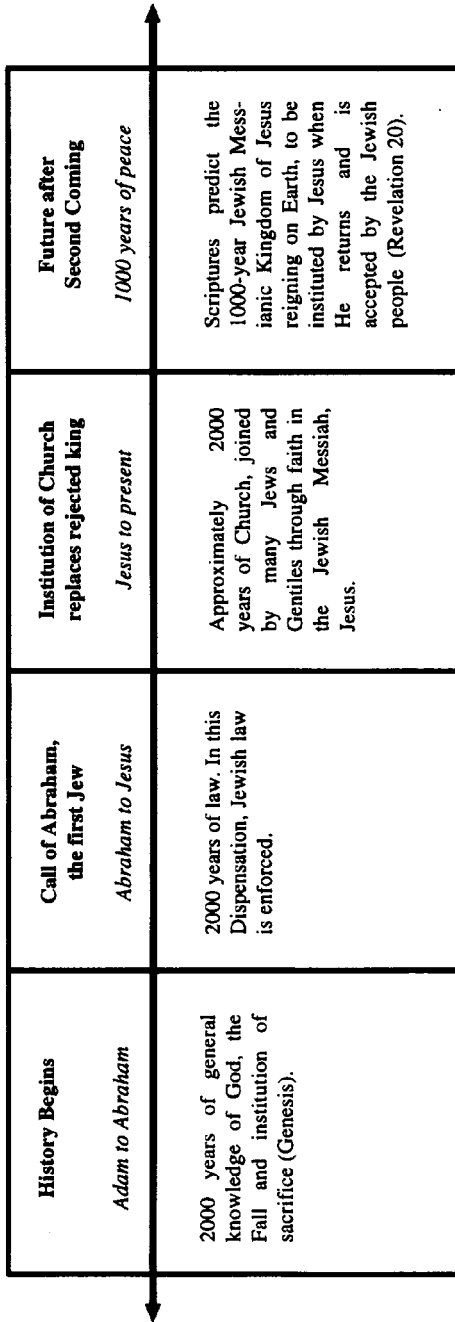 History Begins
Adam to Abraham
2000 years of general
knowledge of God, the
Fall and institution of
sacrifice (Genesis).
Call of Abraham,
the first Jew
Abraham to Jesus
2000 years of law. In this
Dispensation, Jewish law
is enforced.
Institution of Church
replaces rejected king
Jesus to present
Approximately 2000
years of Church, joined
by many Jews and
Gentiles through faith in
the Jewish Messiah,
Jesus.
Future after
Second Coming
1000 years of peace
Scriptures predict the
1000-year Jewish Mess-
ianic Kingdom of Jesus
reigning on Earth, to be
instituted by Jesus when
He returns and is
accepted by the Jewish
people (Revelation 20).